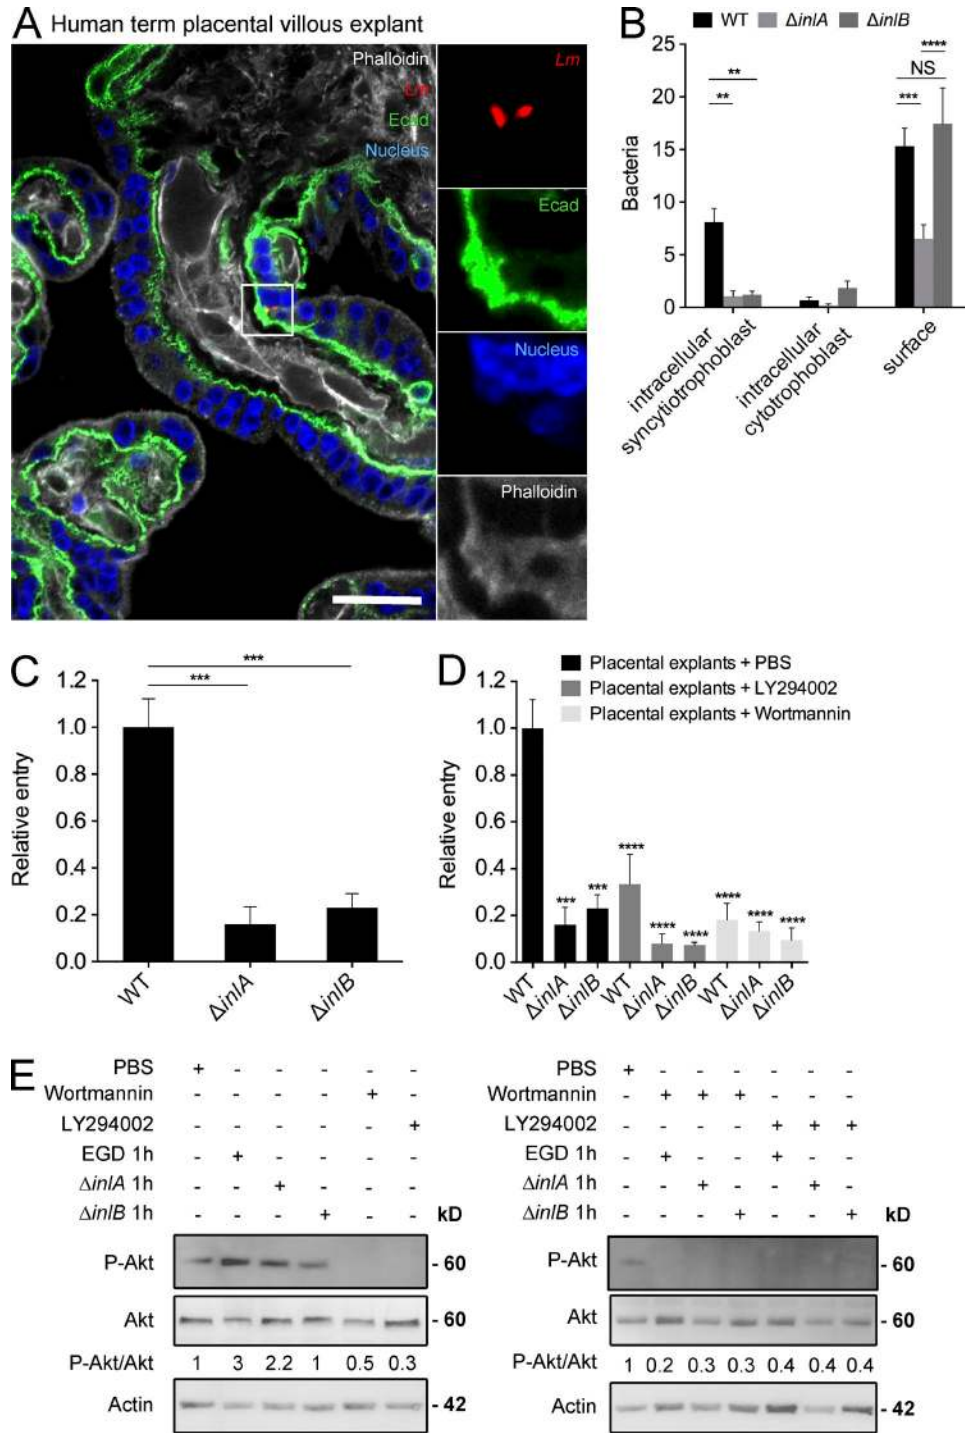 A Human term placental villous explant
Phalloidin
Lm
Ecad
Nucleus
Lm
Ecad
Nucleus
Phalloidin
B
WT ΔinlA ΔinlB
Bacteria
25
20
15
10
5
0
** ** *** NS ****
intracellular syncytiotrophoblast
intracellular cytotrophoblast
surface
C
Relative entry
1.2
1.0
0.8
0.6
0.4
0.2
0.0
***
***
WT ΔinlA ΔinlB
D
Placental explants + PBS
Placental explants + LY294002
Placental explants + Wortmannin
Relative entry
1.2
1.0
0.8
0.6
0.4
0.2
0.0
*** *** **** **** **** **** **** ****
WT ΔinlA ΔinlB WT ΔinlA ΔinlB WT ΔinlA ΔinlB
E
PBS + - - - - -
Wortmannin - - - - + -
LY294002 - - - - - +
EGD 1h - + - - - -
ΔinlA 1h - - + - - -
ΔinlB 1h - - - + - - kD
P-Akt - 60
Akt - 60
P-Akt/Akt 1 3 2.2 1 0.5 0.3
Actin - 42
PBS + - - - - - -
Wortmannin - + + + - - -
LY294002 - - - - + + +
EGD 1h - + - - + - -
ΔinlA 1h - - + - - + -
ΔinlB 1h - - - + - - + kD
P-Akt - 60
Akt - 60
P-Akt/Akt 1 0.2 0.3 0.3 0.4 0.4 0.4
Actin - 42